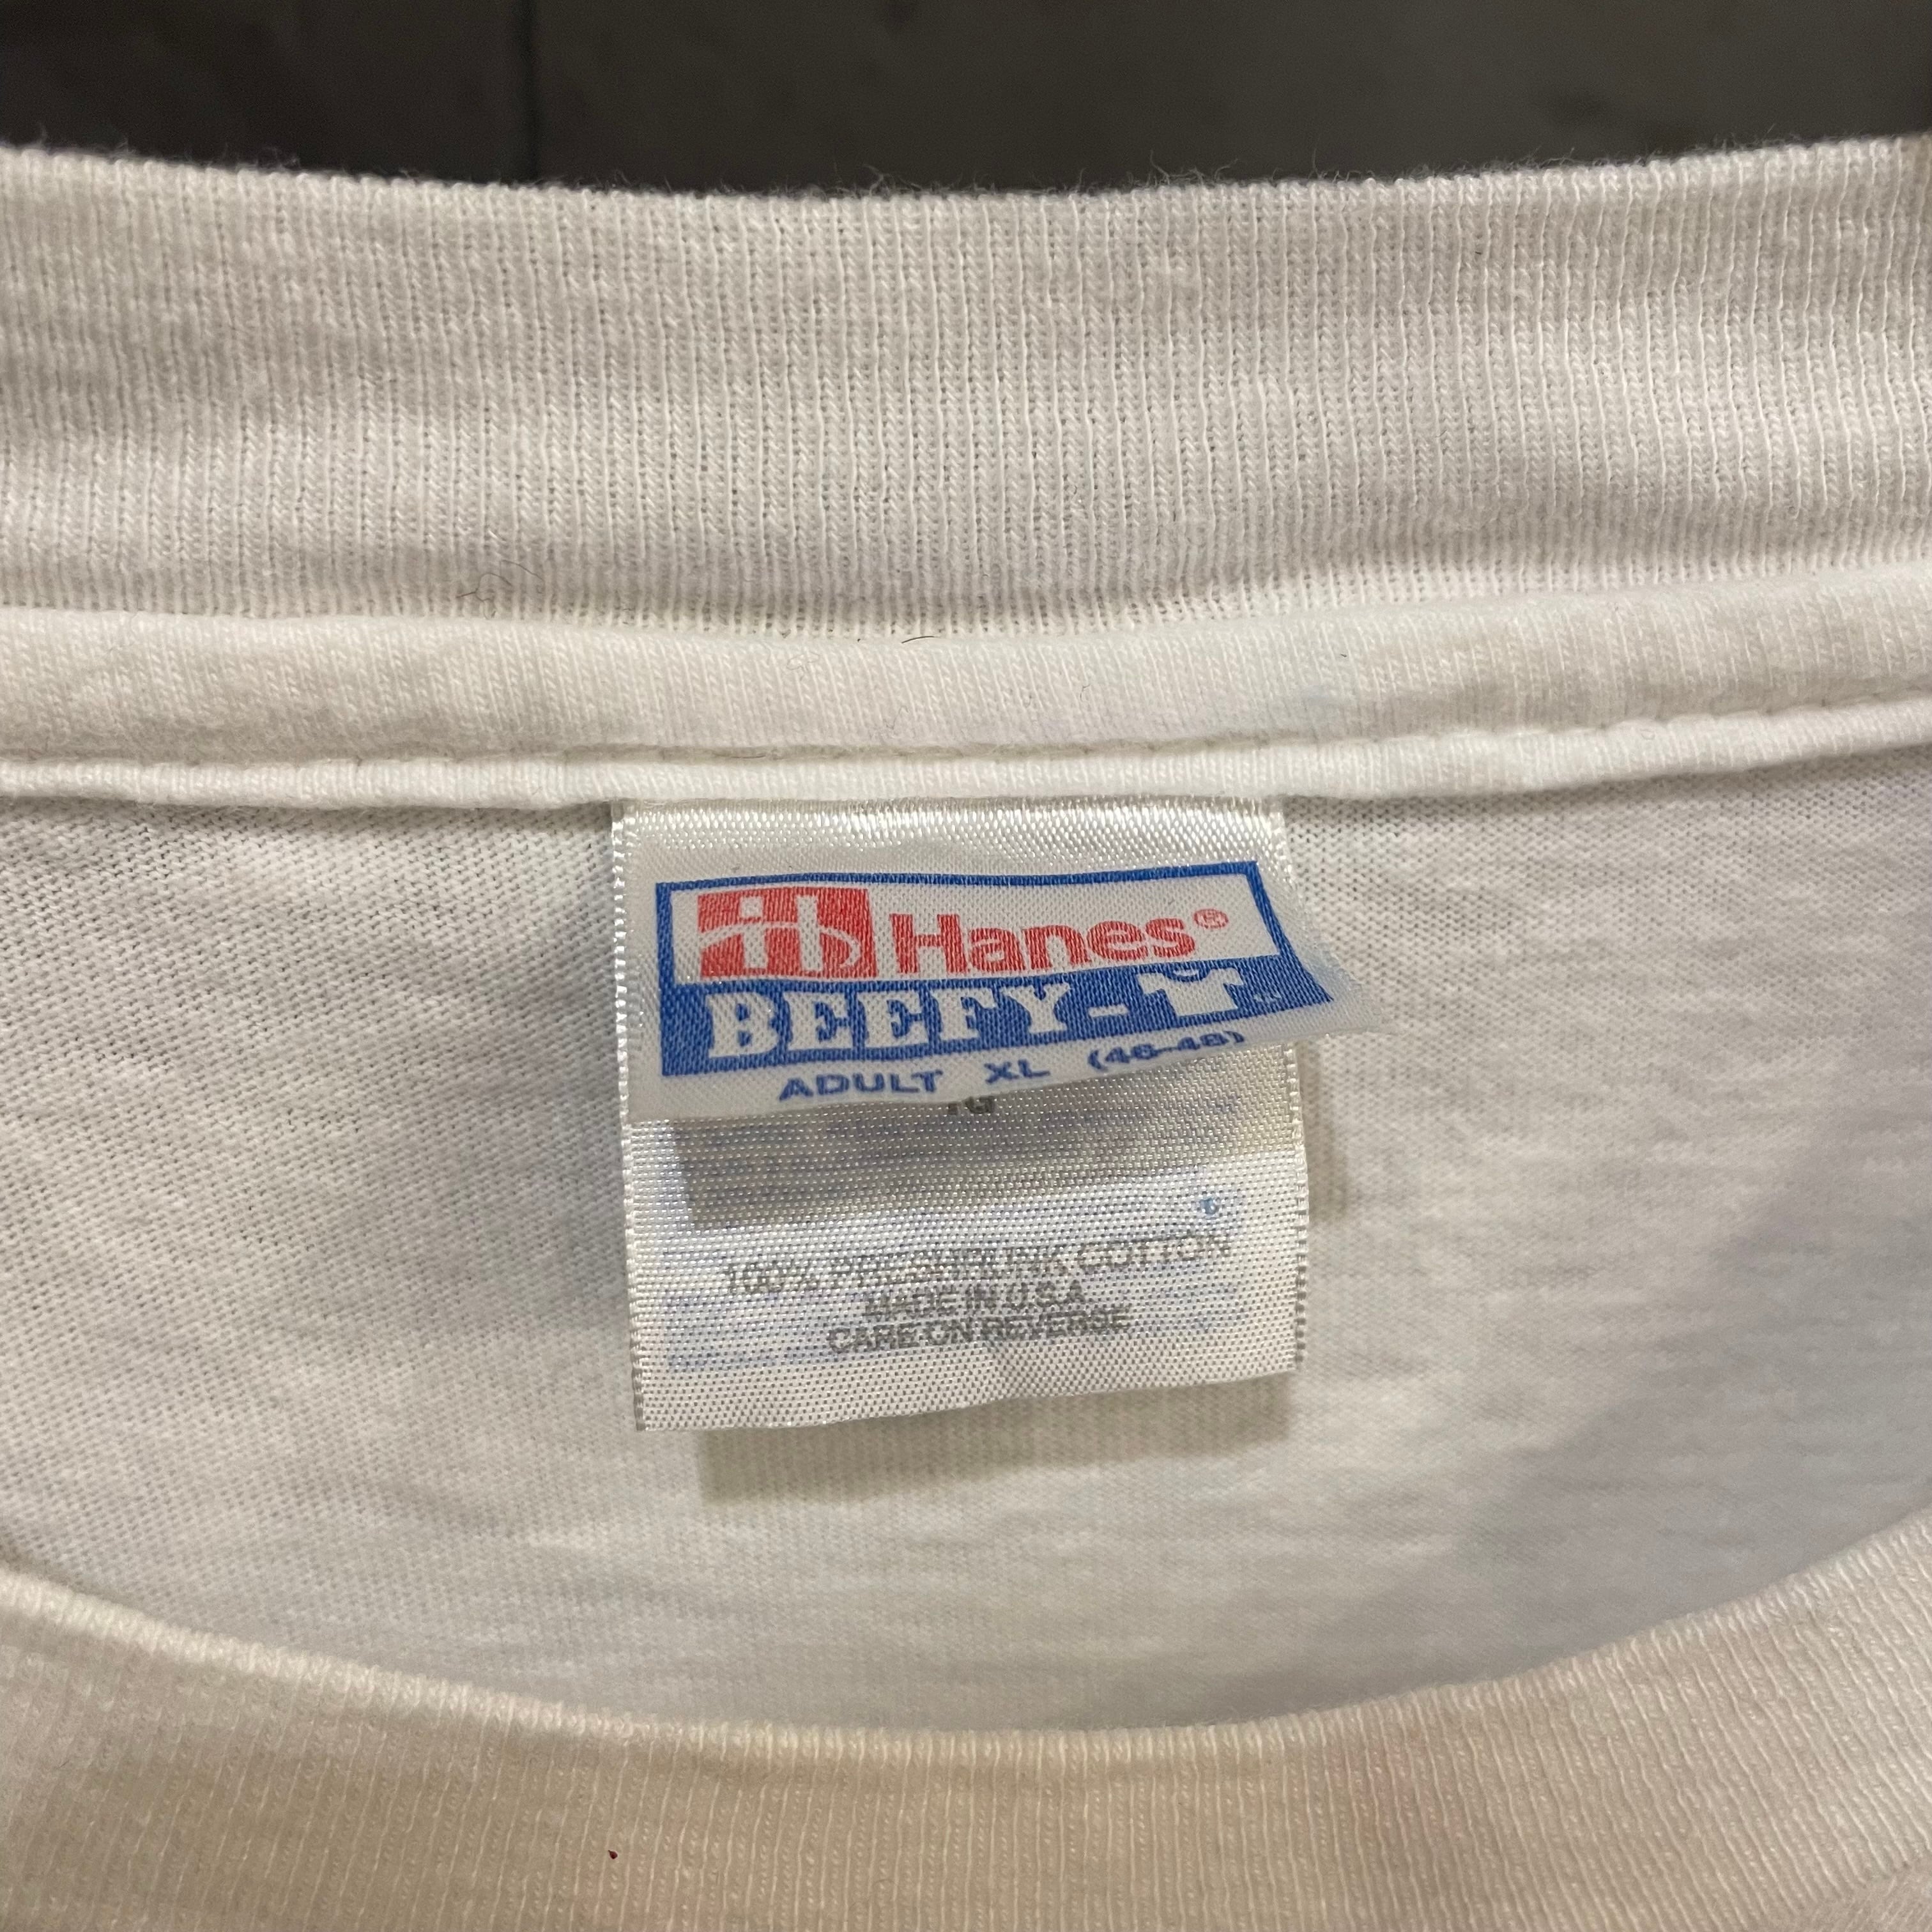 Hanes®
BEEFY-T
ADULT XL (46-48)
100% PRESHRUNK COTTON
MADE IN U.S.A
CARE ON REVERSE